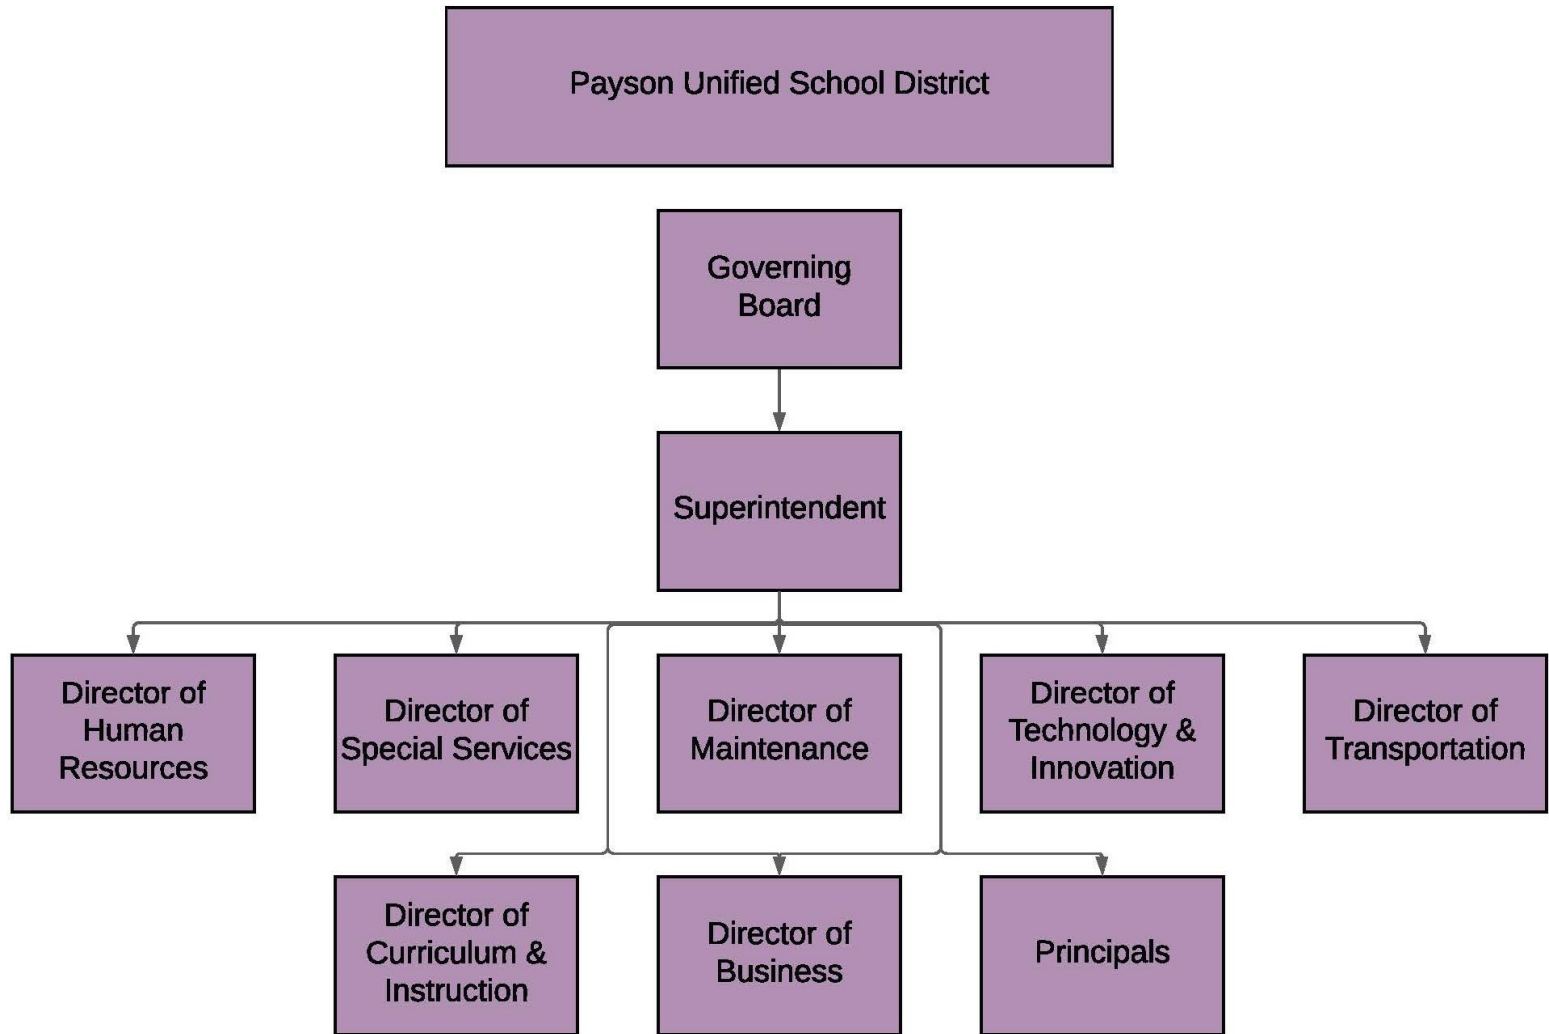 Payson Unified School District
Governing
Board
Superintendent
Director of
Human
Resources
Director of
Special Services
Director of
Maintenance
Director of
Technology &
Innovation
Director of
Transportation
Director of
Curriculum &
Instruction
Director of
Business
Principals